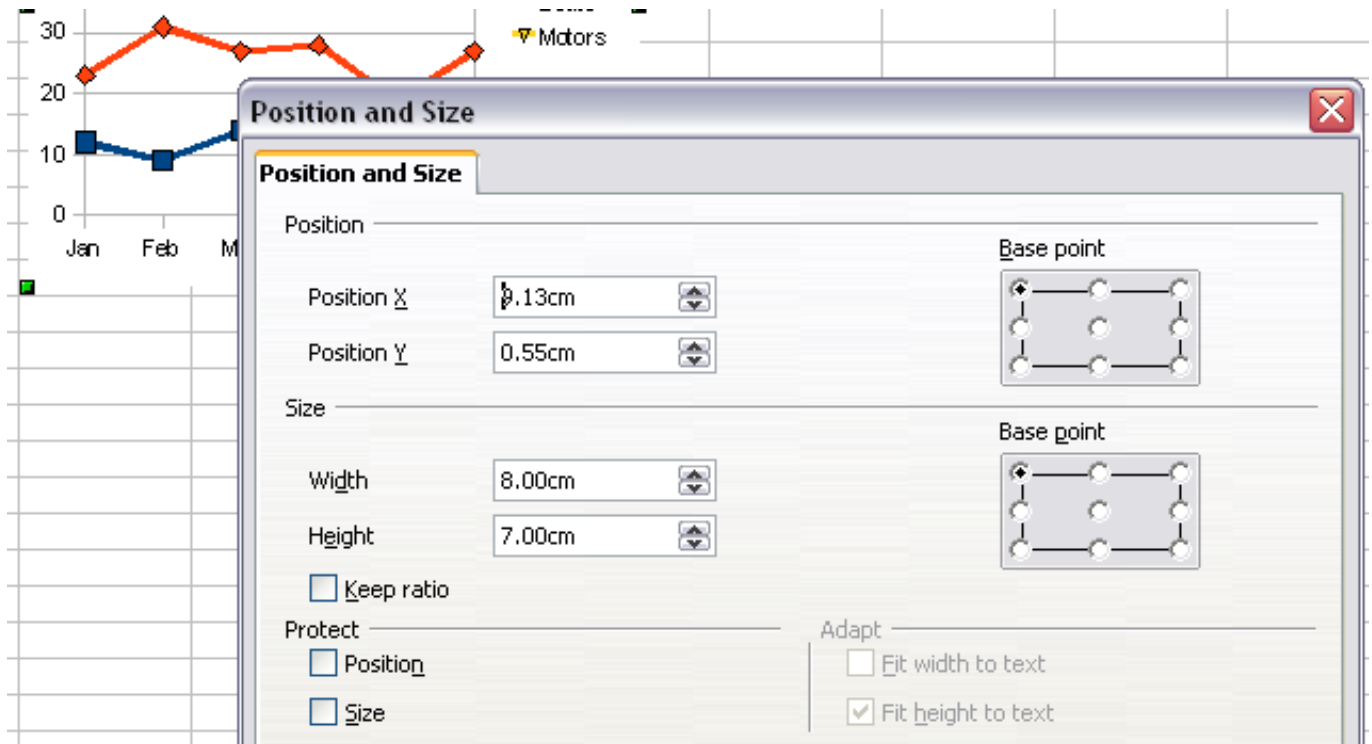 30
Motors
20
10
0
Jan Feb M
Position and Size
Position and Size
Position
Base point
Position X 9.13cm
Position Y 0.55cm
Size
Base point
Width 8.00cm
Height 7.00cm
Keep ratio
Protect
Adapt
Position
Fit width to text
Size
Fit height to text